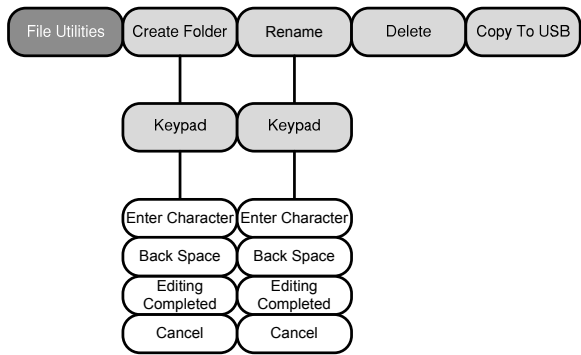 File Utilities
Create Folder
Rename
Delete
Copy To USB
Keypad
Keypad
Enter Character
Enter Character
Back Space
Back Space
Editing
Completed
Editing
Completed
Cancel
Cancel